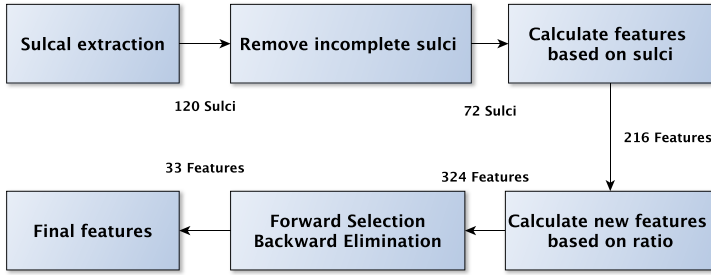 Sulcal extraction
Remove incomplete sulci
Calculate features
based on sulci
120 Sulci
72 Sulci
216 Features
33 Features
324 Features
Final features
Forward Selection
Backward Elimination
Calculate new features
based on ratio